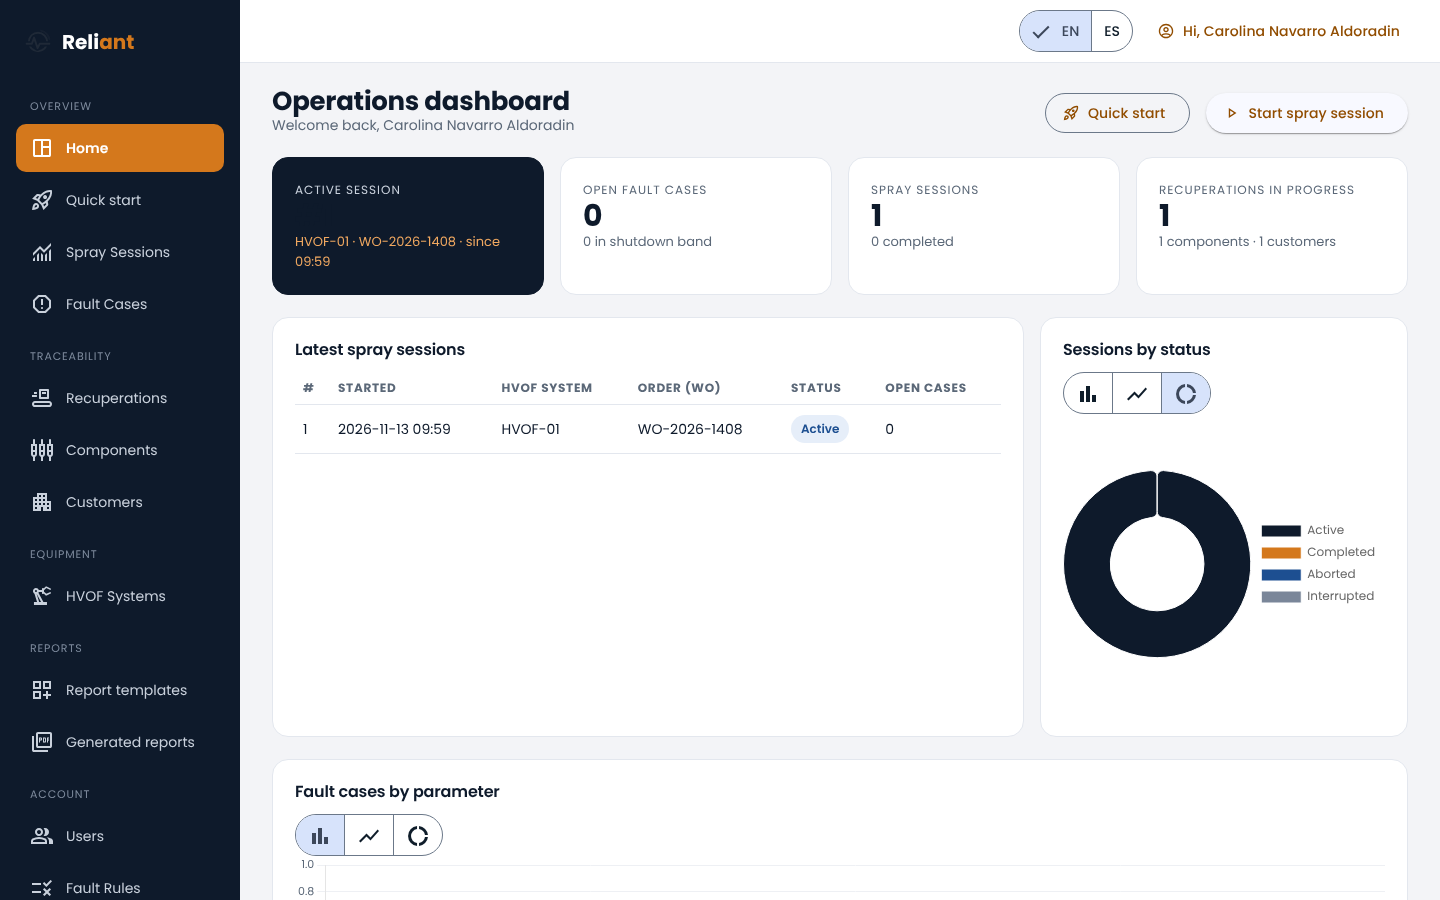 Reliant
EN
ES
Hi, Carolina Navarro Aldoradin
OVERVIEW
Home
Quick start
Spray Sessions
Fault Cases
TRACEABILITY
Recuperations
Components
Customers
EQUIPMENT
HVOF Systems
REPORTS
Report templates
PDF
Generated reports
ACCOUNT
Users
Fault Rules
Operations dashboard
Welcome back, Carolina Navarro Aldoradin
Quick start
Start spray session
ACTIVE SESSION
HVOF-01 · WO-2026-1408 · since
09:59
OPEN FAULT CASES
0
0 in shutdown band
SPRAY SESSIONS
1
0 completed
RECUPERATIONS IN PROGRESS
1
1 components · 1 customers
Latest spray sessions
# STARTED HVOF SYSTEM ORDER (WO) STATUS OPEN CASES
1 2026-11-13 09:59 HVOF-01 WO-2026-1408 Active 0
Sessions by status
Active
Completed
Aborted
Interrupted
Fault cases by parameter
1.0
0.8